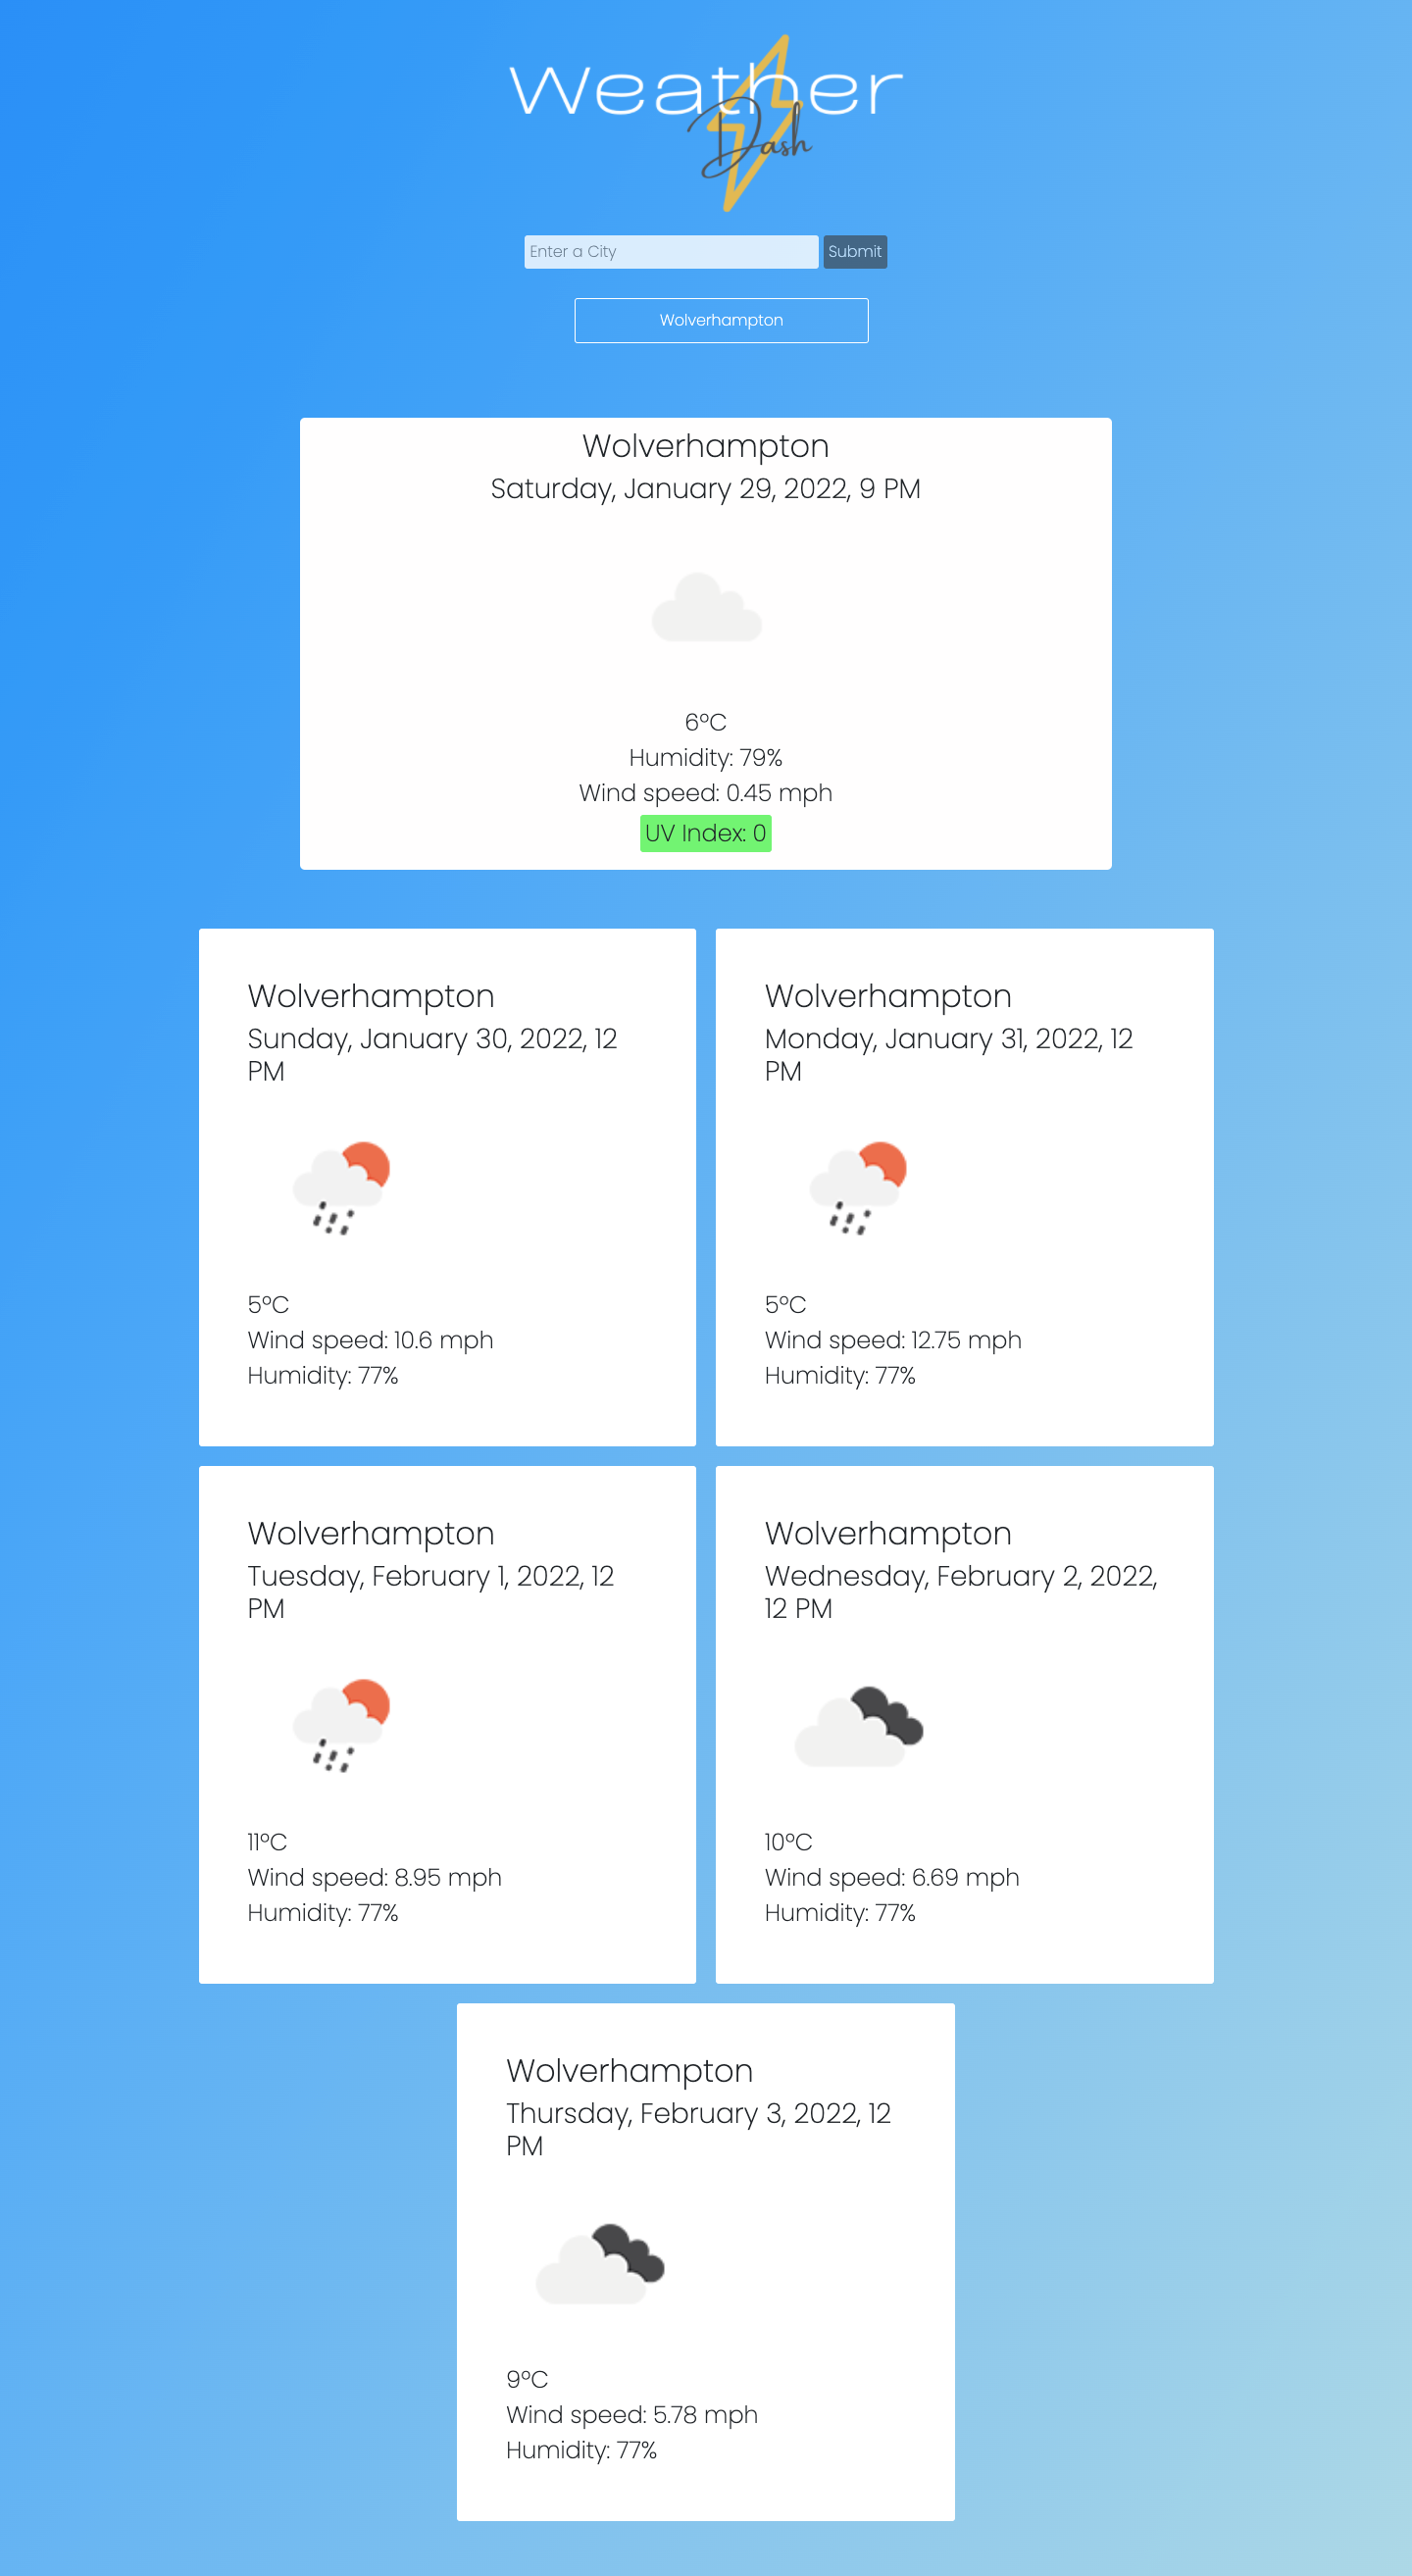 Weather
Dash
Enter a City
Submit
Wolverhampton
Wolverhampton
Saturday, January 29, 2022, 9 PM
6°C
Humidity: 79%
Wind speed: 0.45 mph
UV Index: 0
Wolverhampton
Sunday, January 30, 2022, 12
PM
5°C
Wind speed: 10.6 mph
Humidity: 77%
Wolverhampton
Monday, January 31, 2022, 12
PM
5°C
Wind speed: 12.75 mph
Humidity: 77%
Wolverhampton
Tuesday, February 1, 2022, 12
PM
11°C
Wind speed: 8.95 mph
Humidity: 77%
Wolverhampton
Wednesday, February 2, 2022,
12 PM
10°C
Wind speed: 6.69 mph
Humidity: 77%
Wolverhampton
Thursday, February 3, 2022, 12
PM
9°C
Wind speed: 5.78 mph
Humidity: 77%